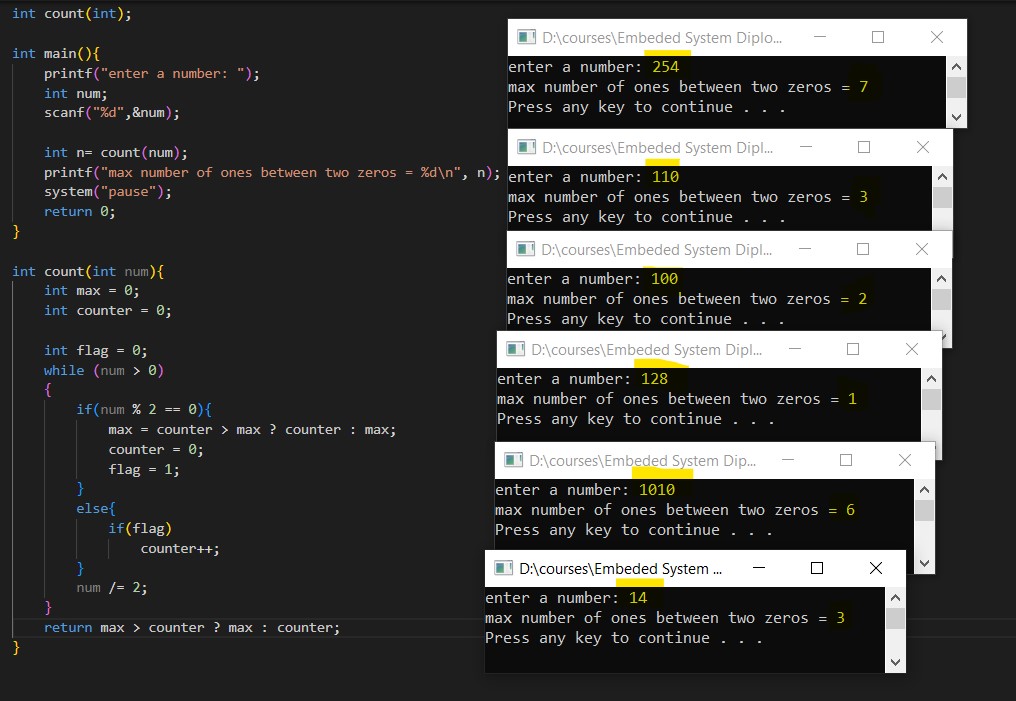 int count(int);
int main(){
printf("enter a number: ");
int num;
scanf("%d",&num);
int n= count(num);
printf("max number of ones between two zeros = %d\n", n);
system("pause");
return 0;
}
int count(int num){
int max = 0;
int counter = 0;
int flag = 0;
while (num > 0)
{
if(num % 2 == 0){
max = counter > max ? counter : max;
counter = 0;
flag = 1;
}
else{
if(flag)
counter++;
}
num /= 2;
}
return max > counter ? max : counter;
}
D:\courses\Embeded System Diplo...
enter a number: 254
max number of ones between two zeros = 7
Press any key to continue . . .
D:\courses\Embeded System Dipl...
enter a number: 110
max number of ones between two zeros = 3
Press any key to continue . . .
D:\courses\Embeded System Dipl...
enter a number: 100
max number of ones between two zeros = 2
Press any key to continue . . .
D:\courses\Embeded System Dipl...
enter a number: 128
max number of ones between two zeros = 1
Press any key to continue . . .
D:\courses\Embeded System Dip...
enter a number: 1010
max number of ones between two zeros = 6
Press any key to continue . . .
D:\courses\Embeded System ...
enter a number: 14
max number of ones between two zeros = 3
Press any key to continue . . .